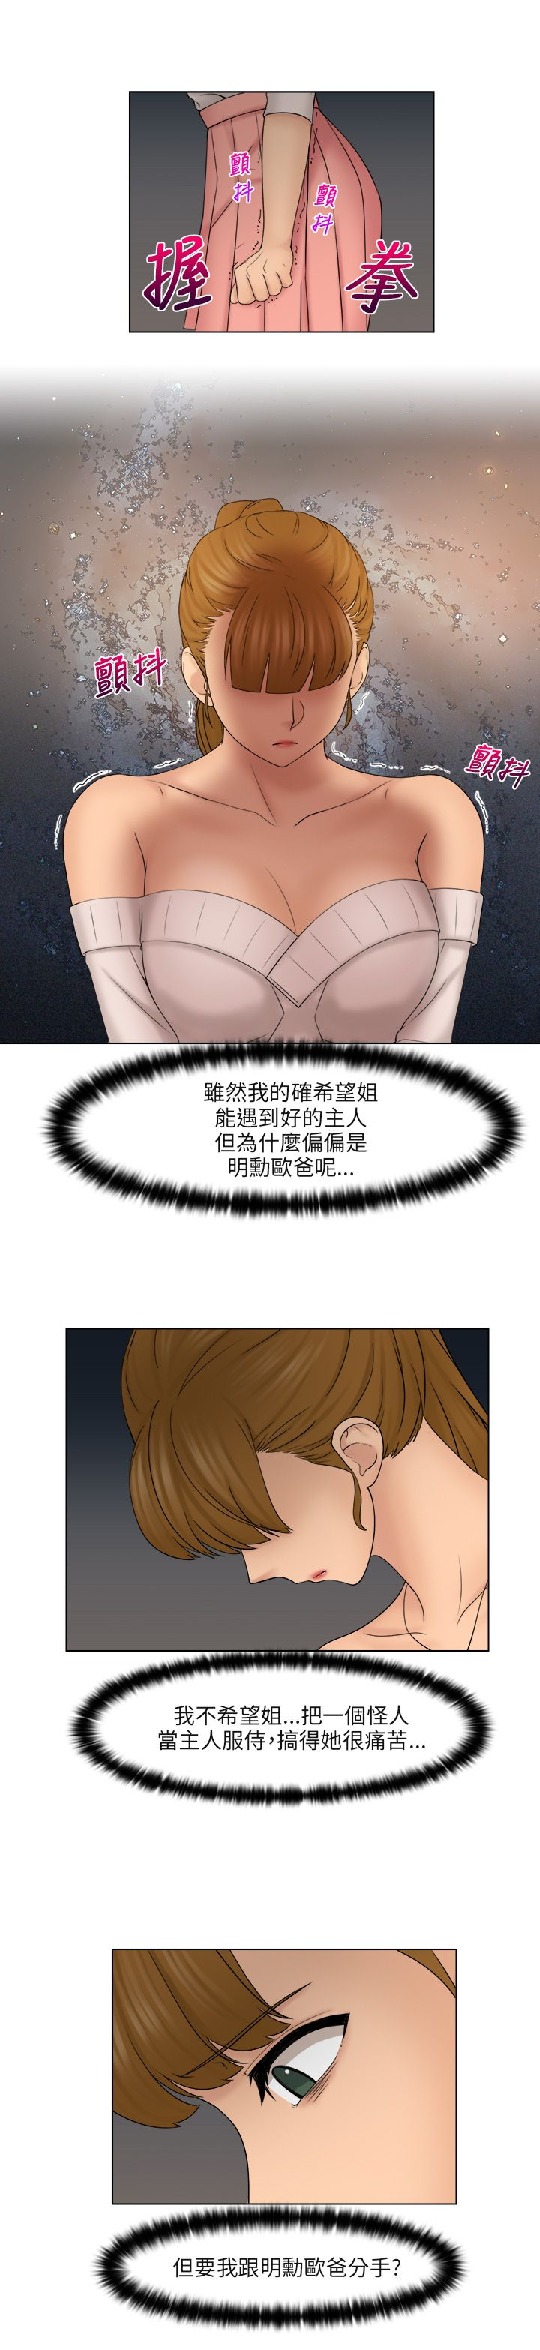 顫抖
顫抖
握拳
顫抖
顫抖
雖然我的確希望姐
能遇到好的主人
但為什麼偏偏是
明勳歐爸呢...
我不希望姐...把一個怪人
當主人服侍,搞得她很痛苦...
但要我跟明勳歐爸分手?